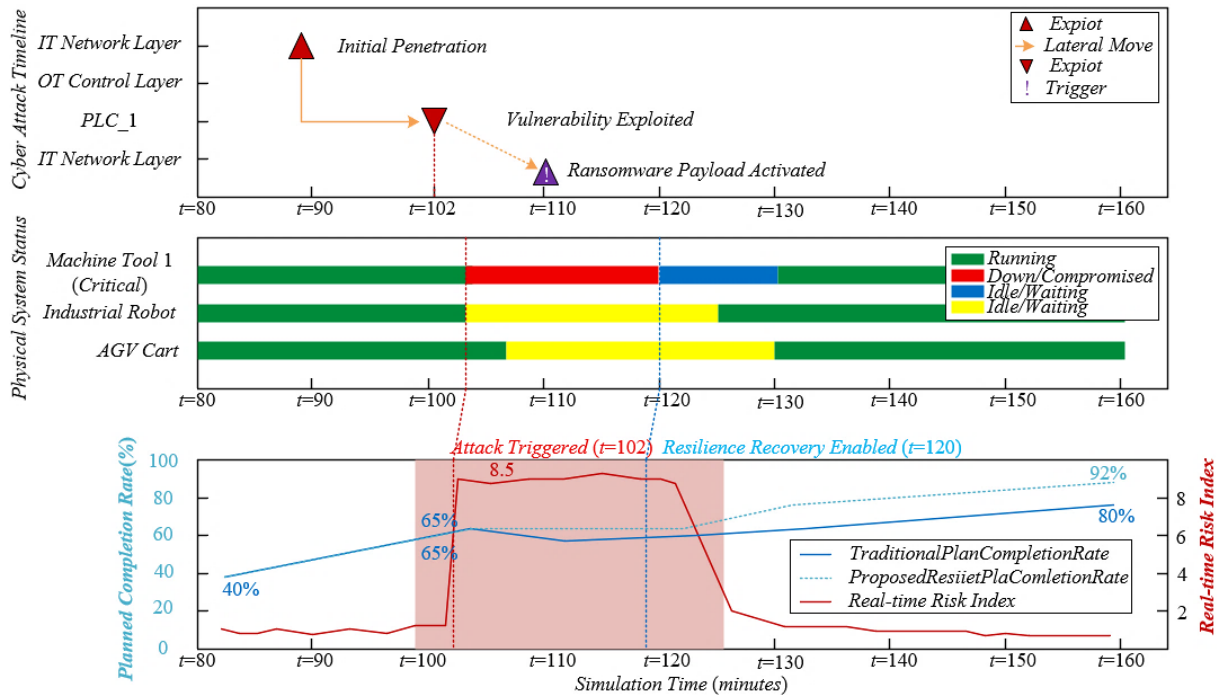 Cyber Attack Timeline
IT Network Layer
OT Control Layer
PLC_1
IT Network Layer
Initial Penetration
Vulnerability Exploited
Ransomware Payload Activated
Expiot
Lateral Move
Expiot
! Trigger
!
t=80 t=90 t=102 t=110 t=120 t=130 t=140 t=150 t=160
Physical System Status
Machine Tool 1
(Critical)
Industrial Robot
AGV Cart
Running
Down/Compromised
Idle/Waiting
Idle/Waiting
t=80 t=90 t=100 t=110 t=120 t=130 t=140 t=150 t=160
Attack Triggered (t=102) Resilience Recovery Enabled (t=120)
Planned Completion Rate(%)
100
80
60
40
20
0
40%
65%
65%
8.5
92%
80%
TraditionalPlanCompletionRate
ProposedResiietPlaComletionRate
Real-time Risk Index
8
6
4
2
Real-time Risk Index
t=80 t=90 t=100 t=110 t=120 t=130 t=140 t=150 t=160
Simulation Time (minutes)